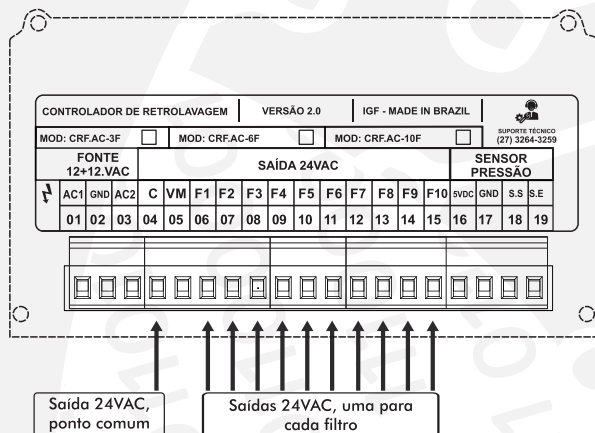 CONTROLADOR DE RETROLAVAGEM VERSÃO 2.0 IGF - MADE IN BRAZIL
SUPORTE TÉCNICO
(27) 3264-3259
MOD: CRF.AC-3F MOD: CRF.AC-6F MOD: CRF.AC-10F
FONTE
12+12.VAC
SAÍDA 24VAC
SENSOR
PRESSÃO
AC1 GND AC2 C VM F1 F2 F3 F4 F5 F6 F7 F8 F9 F10 5VDC GND S.S S.E
01 02 03 04 05 06 07 08 09 10 11 12 13 14 15 16 17 18 19
Saída 24VAC,
ponto comum
Saídas 24VAC, uma para
cada filtro